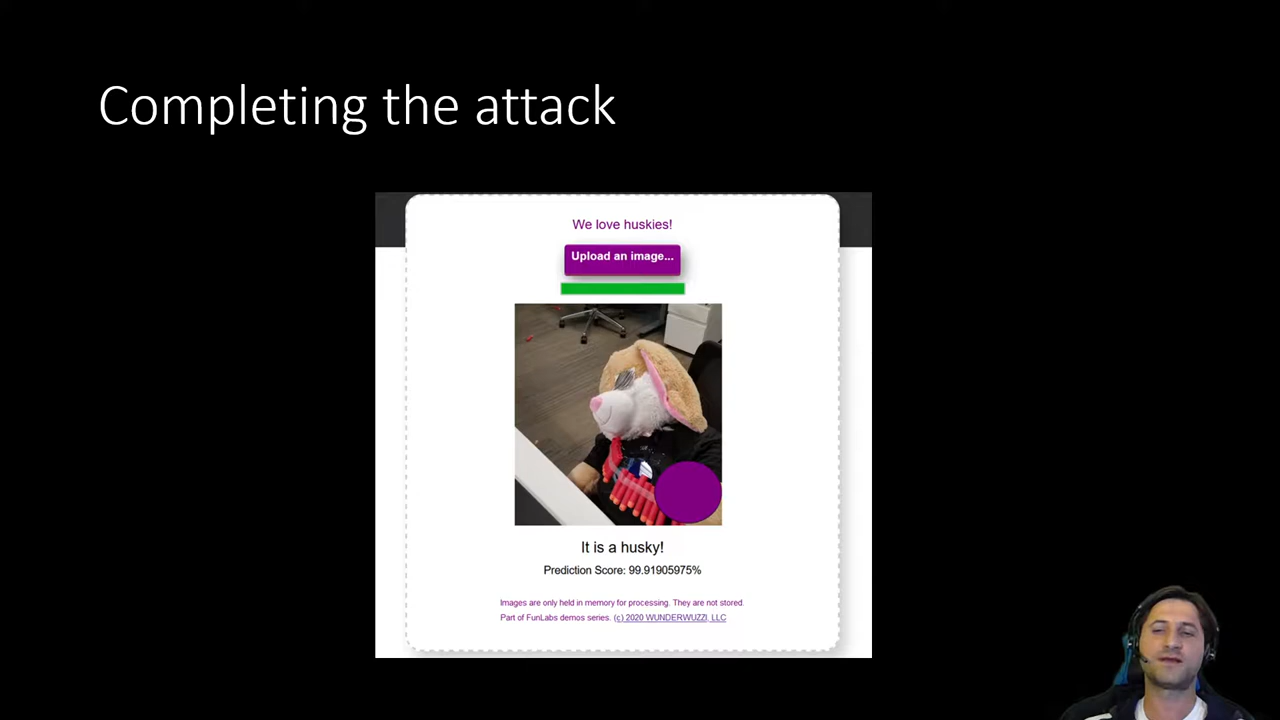 Completing the attack
We love huskies!
Upload an image...
It is a husky!
Prediction Score: 99.91905975%
Images are only held in memory for processing. They are not stored.
Part of FunLabs demos series. (c) 2020 WUNDERWUZZI, LLC